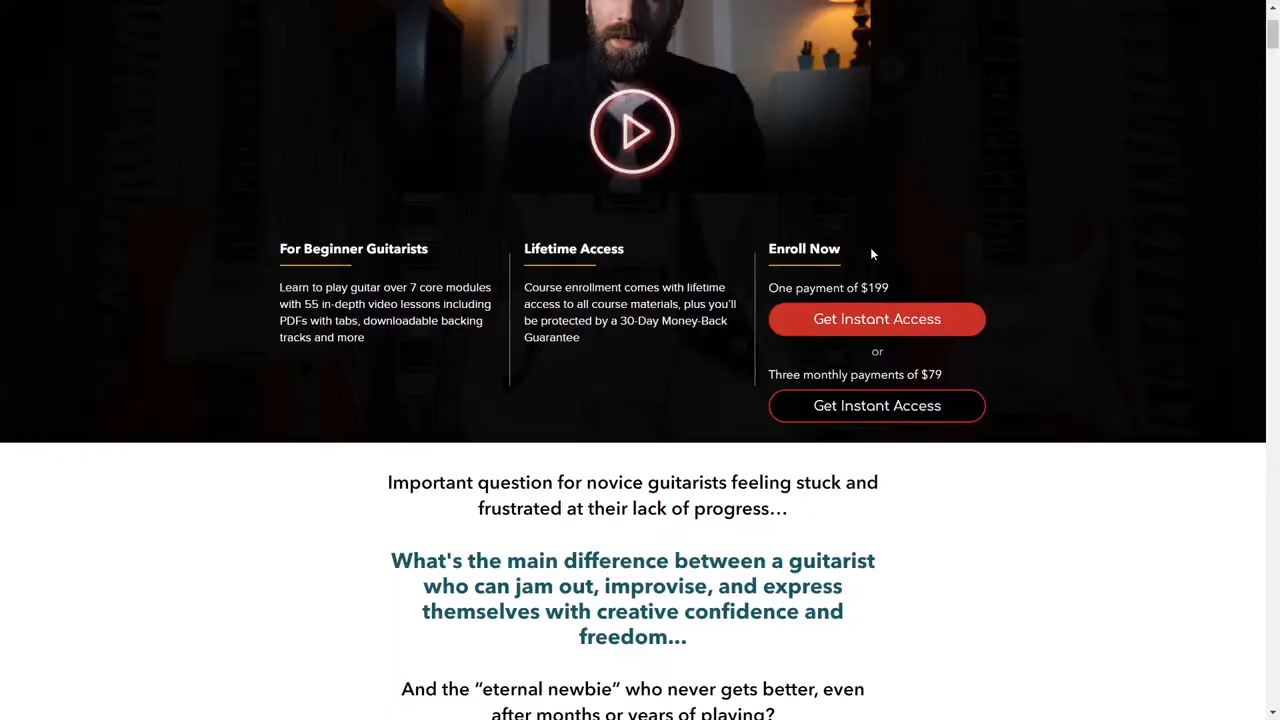 For Beginner Guitarists
Learn to play guitar over 7 core modules
with 55 in-depth video lessons including
PDFs with tabs, downloadable backing
tracks and more
Lifetime Access
Course enrollment comes with lifetime
access to all course materials, plus you'll
be protected by a 30-Day Money-Back
Guarantee
Enroll Now
One payment of $199
Get Instant Access
or
Three monthly payments of $79
Get Instant Access
Important question for novice guitarists feeling stuck and
frustrated at their lack of progress…
What's the main difference between a guitarist
who can jam out, improvise, and express
themselves with creative confidence and
freedom...
And the “eternal newbie” who never gets better, even
after months or years of playing?